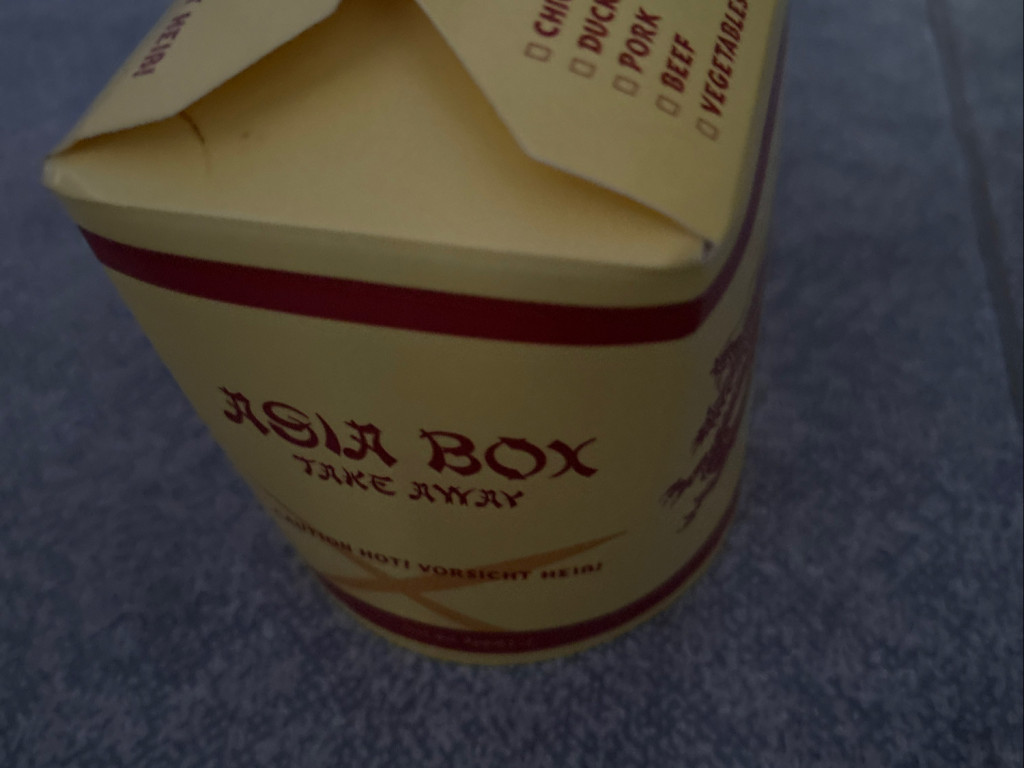 DUCK
PORK
BEEF
VEGETABLES
ASIA BOX
TAKE AWAY
CAUTION HOT! VORSICHT HEIß!